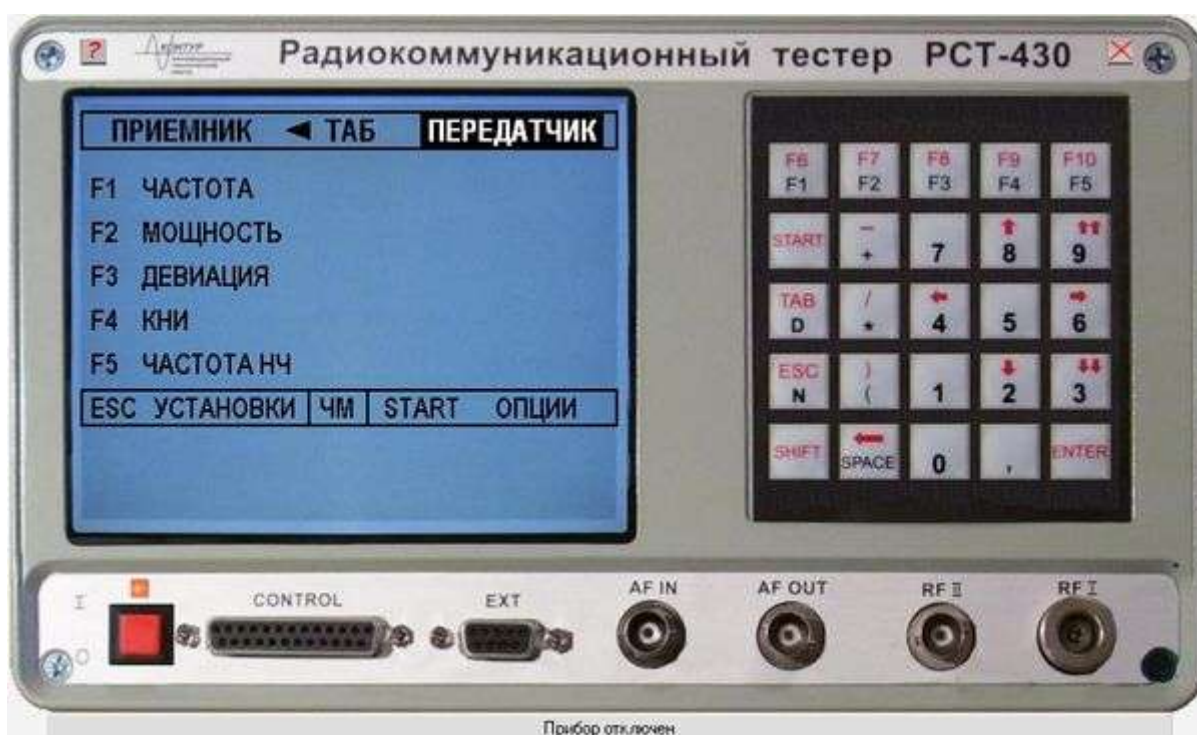 ? контур Радиокоммуникационный тестер РСТ-430
ПРИЕМНИК ◄ ТАБ ПЕРЕДАТЧИК
F1 ЧАСТОТА
F2 МОЩНОСТЬ
F3 ДЕВИАЦИЯ
F4 КНИ
F5 ЧАСТОТА НЧ
ESC УСТАНОВКИ ЧМ START ОПЦИИ
F6 F7 F8 F9 F10
F1 F2 F3 F4 F5
START - + 7 8 9
TAB / 4 5 6
D *
ESC ) 1 2 3
N (
SHIFT SPACE 0 , ENTER
I CONTROL EXT AF IN AF OUT RF II RF I
O
Прибор отключен